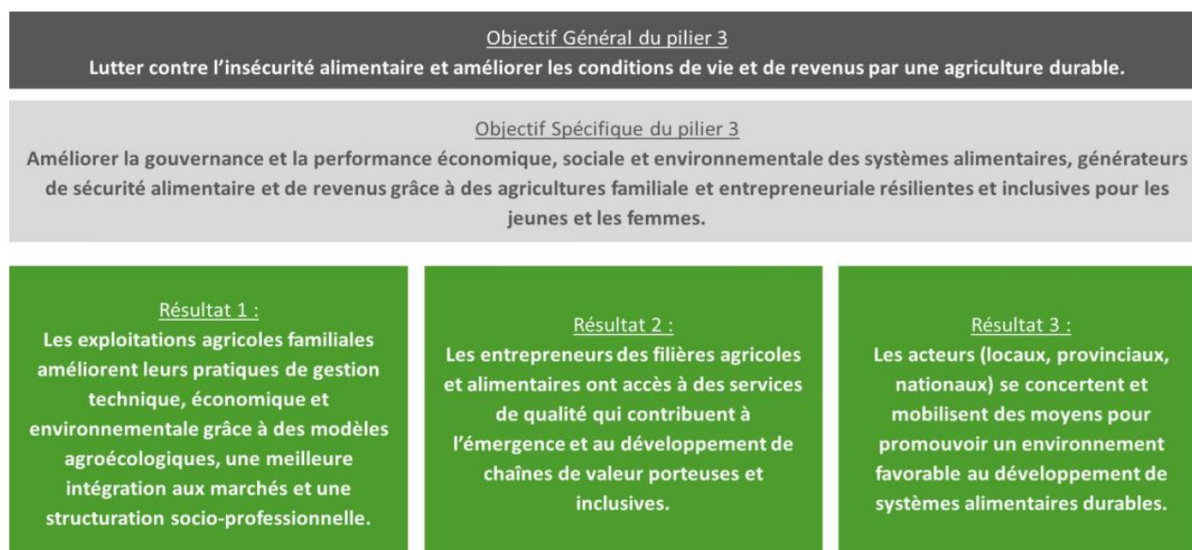 Objectif Général du pilier 3
Lutter contre l'insécurité alimentaire et améliorer les conditions de vie et de revenus par une agriculture durable.
Objectif Spécifique du pilier 3
Améliorer la gouvernance et la performance économique, sociale et environnementale des systèmes alimentaires, générateurs
de sécurité alimentaire et de revenus grâce à des agricultures familiale et entrepreneuriale résilientes et inclusives pour les
jeunes et les femmes.
Résultat 1 :
Les exploitations agricoles familiales
améliorent leurs pratiques de gestion
technique, économique et
environnementale grâce à des modèles
agroécologiques, une meilleure
intégration aux marchés et une
structuration socio-professionnelle.
Résultat 2 :
Les entrepreneurs des filières agricoles
et alimentaires ont accès à des services
de qualité qui contribuent à
l'émergence et au développement de
chaînes de valeur porteuses et
inclusives.
Résultat 3 :
Les acteurs (locaux, provinciaux,
nationaux) se concertent et
mobilisent des moyens pour
promouvoir un environnement
favorable au développement de
systèmes alimentaires durables.